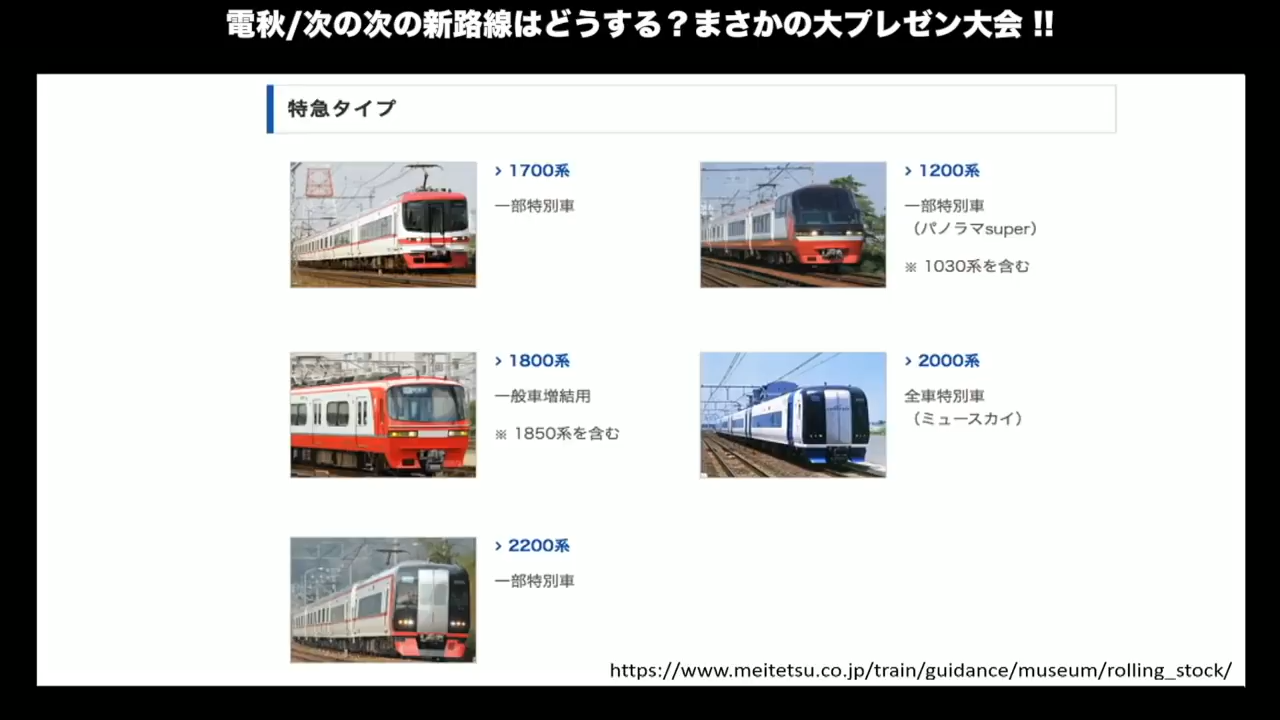 電秋/次の次の新路線はどうする？まさかの大プレゼン大会 !!
特急タイプ
› 1700系
一部特別車
› 1200系
一部特別車
（パノラマsuper）
※ 1030系を含む
› 1800系
一般車増結用
※ 1850系を含む
› 2000系
全車特別車
（ミュースカイ）
› 2200系
一部特別車
https://www.meitetsu.co.jp/train/guidance/museum/rolling_stock/